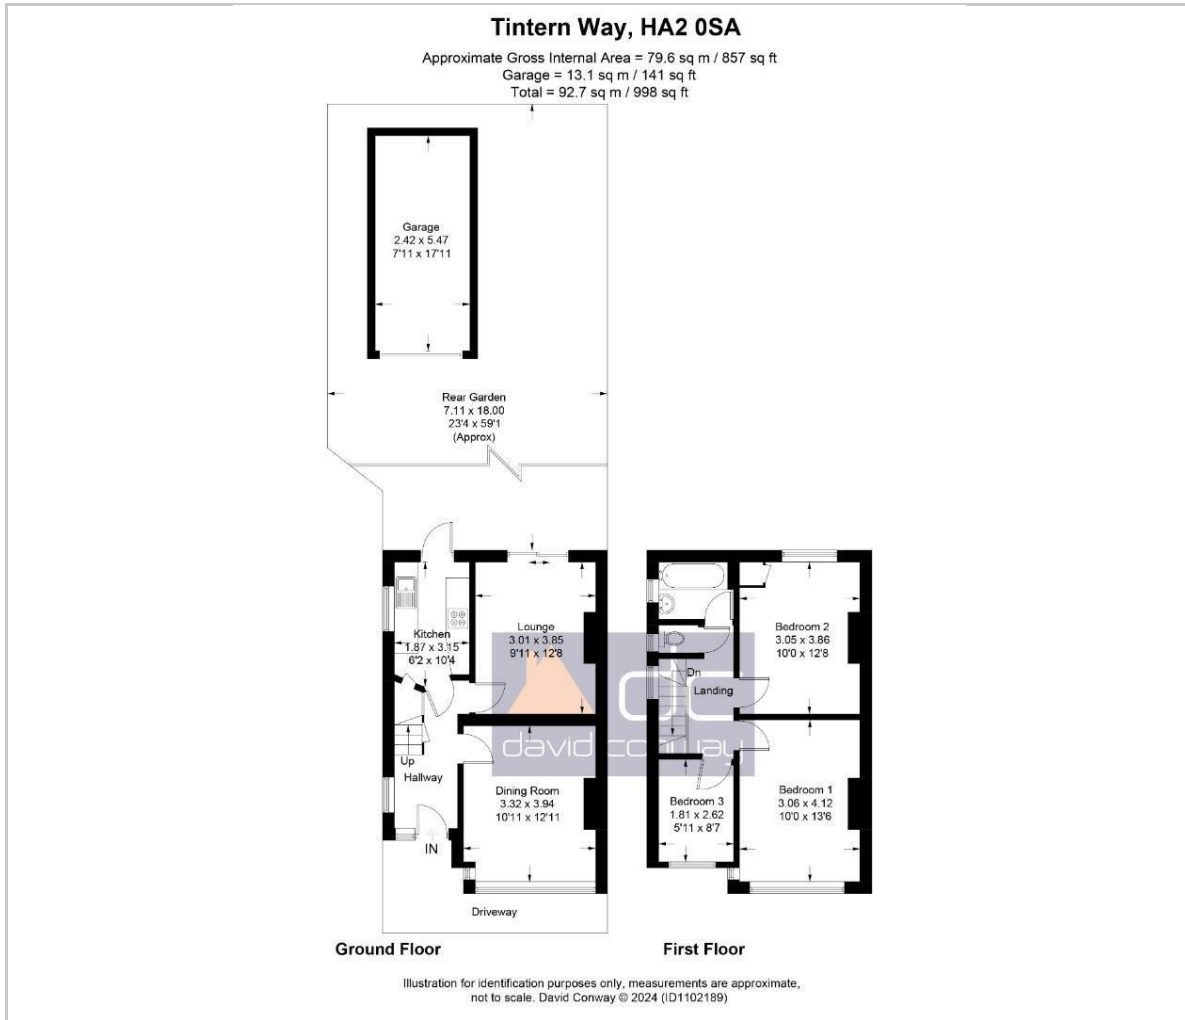 Tintern Way, HA2 0SA
Approximate Gross Internal Area = 79.6 sq m / 857 sq ft
Garage = 13.1 sq m / 141 sq ft
Total = 92.7 sq m / 998 sq ft
Garage
2.42 x 5.47
7'11 x 17'11
Rear Garden
7.11 x 18.00
23'4 x 59'1
(Approx)
Kitchen
1.87 x 3.15
6'2 x 10'4
Lounge
3.01 x 3.85
9'11 x 12'8
Up
Hallway
Dining Room
3.32 x 3.94
10'11 x 12'11
IN
Driveway
Bedroom 2
3.05 x 3.86
10'0 x 12'8
Dn
Landing
Bedroom 3
1.81 x 2.62
5'11 x 8'7
Bedroom 1
3.06 x 4.12
10'0 x 13'6
dc
david conway
Ground Floor
First Floor
Illustration for identification purposes only, measurements are approximate,
not to scale. David Conway © 2024 (ID1102189)